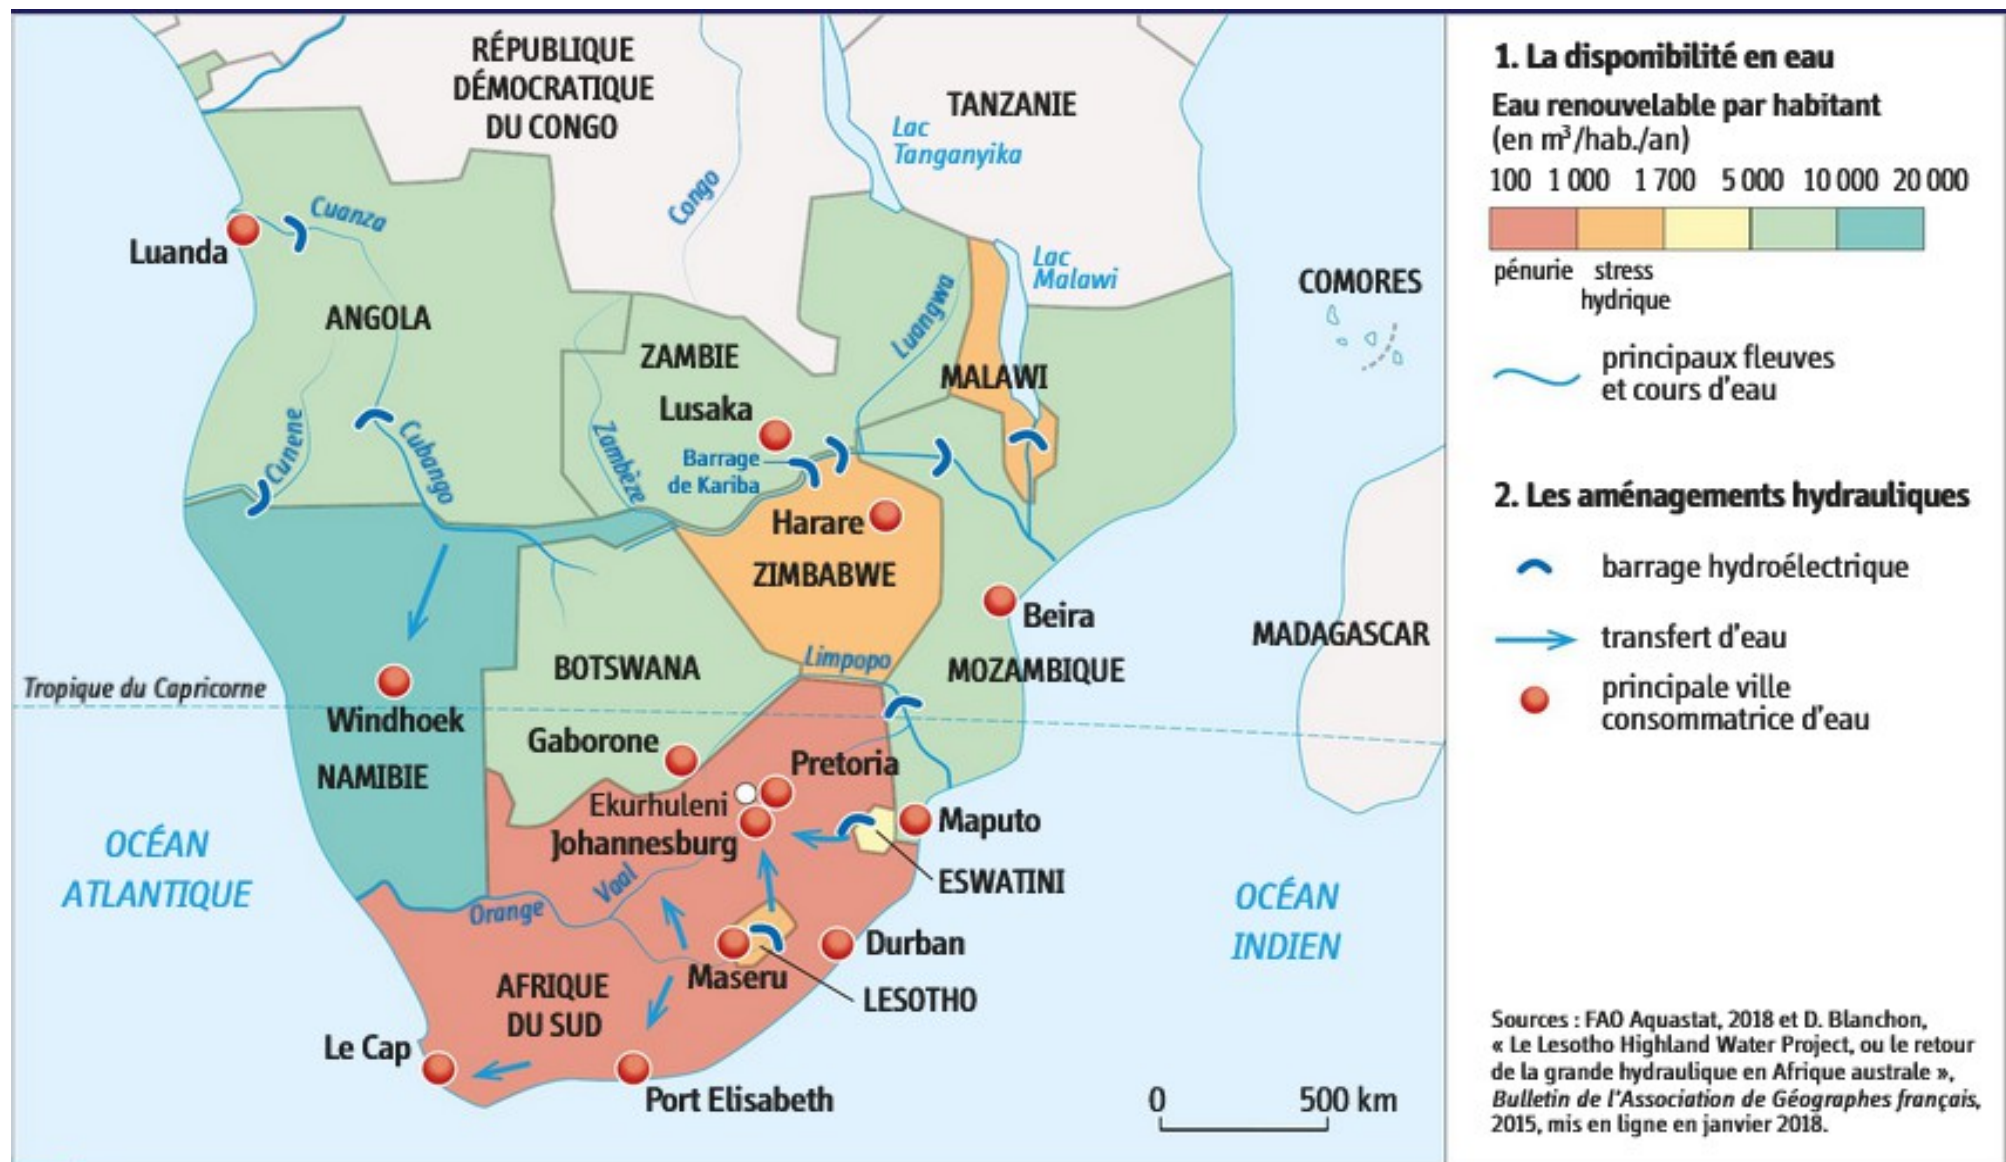 RÉPUBLIQUE
DÉMOCRATIQUE
DU CONGO
TANZANIE
Lac
Tanganyika
Congo
Cuanza
Luanda
Lac
Malawi
COMORES
ANGOLA
Luangwa
ZAMBIE
MALAWI
Lusaka
Cunene
Cubango
Zambèze
Barrage
de Kariba
Harare
ZIMBABWE
Beira
MADAGASCAR
BOTSWANA
Limpopo
MOZAMBIQUE
Tropique du Capricorne
Windhoek
Gaborone
Pretoria
NAMIBIE
Ekurhuleni
Johannesburg
Maputo
OCÉAN
ATLANTIQUE
ESWATINI
Vaal
Orange
OCÉAN
INDIEN
Durban
Maseru
AFRIQUE
DU SUD
LESOTHO
Le Cap
Port Elisabeth
0 500 km
1. La disponibilité en eau
Eau renouvelable par habitant
(en m³/hab./an)
100 1 000 1 700 5 000 10 000 20 000
pénurie stress
hydrique
principaux fleuves
et cours d'eau
2. Les aménagements hydrauliques
barrage hydroélectrique
transfert d'eau
principale ville
consommatrice d'eau
Sources : FAO Aquastat, 2018 et D. Blanchon,
« Le Lesotho Highland Water Project, ou le retour
de la grande hydraulique en Afrique australe »,
Bulletin de l'Association de Géographes français,
2015, mis en ligne en janvier 2018.